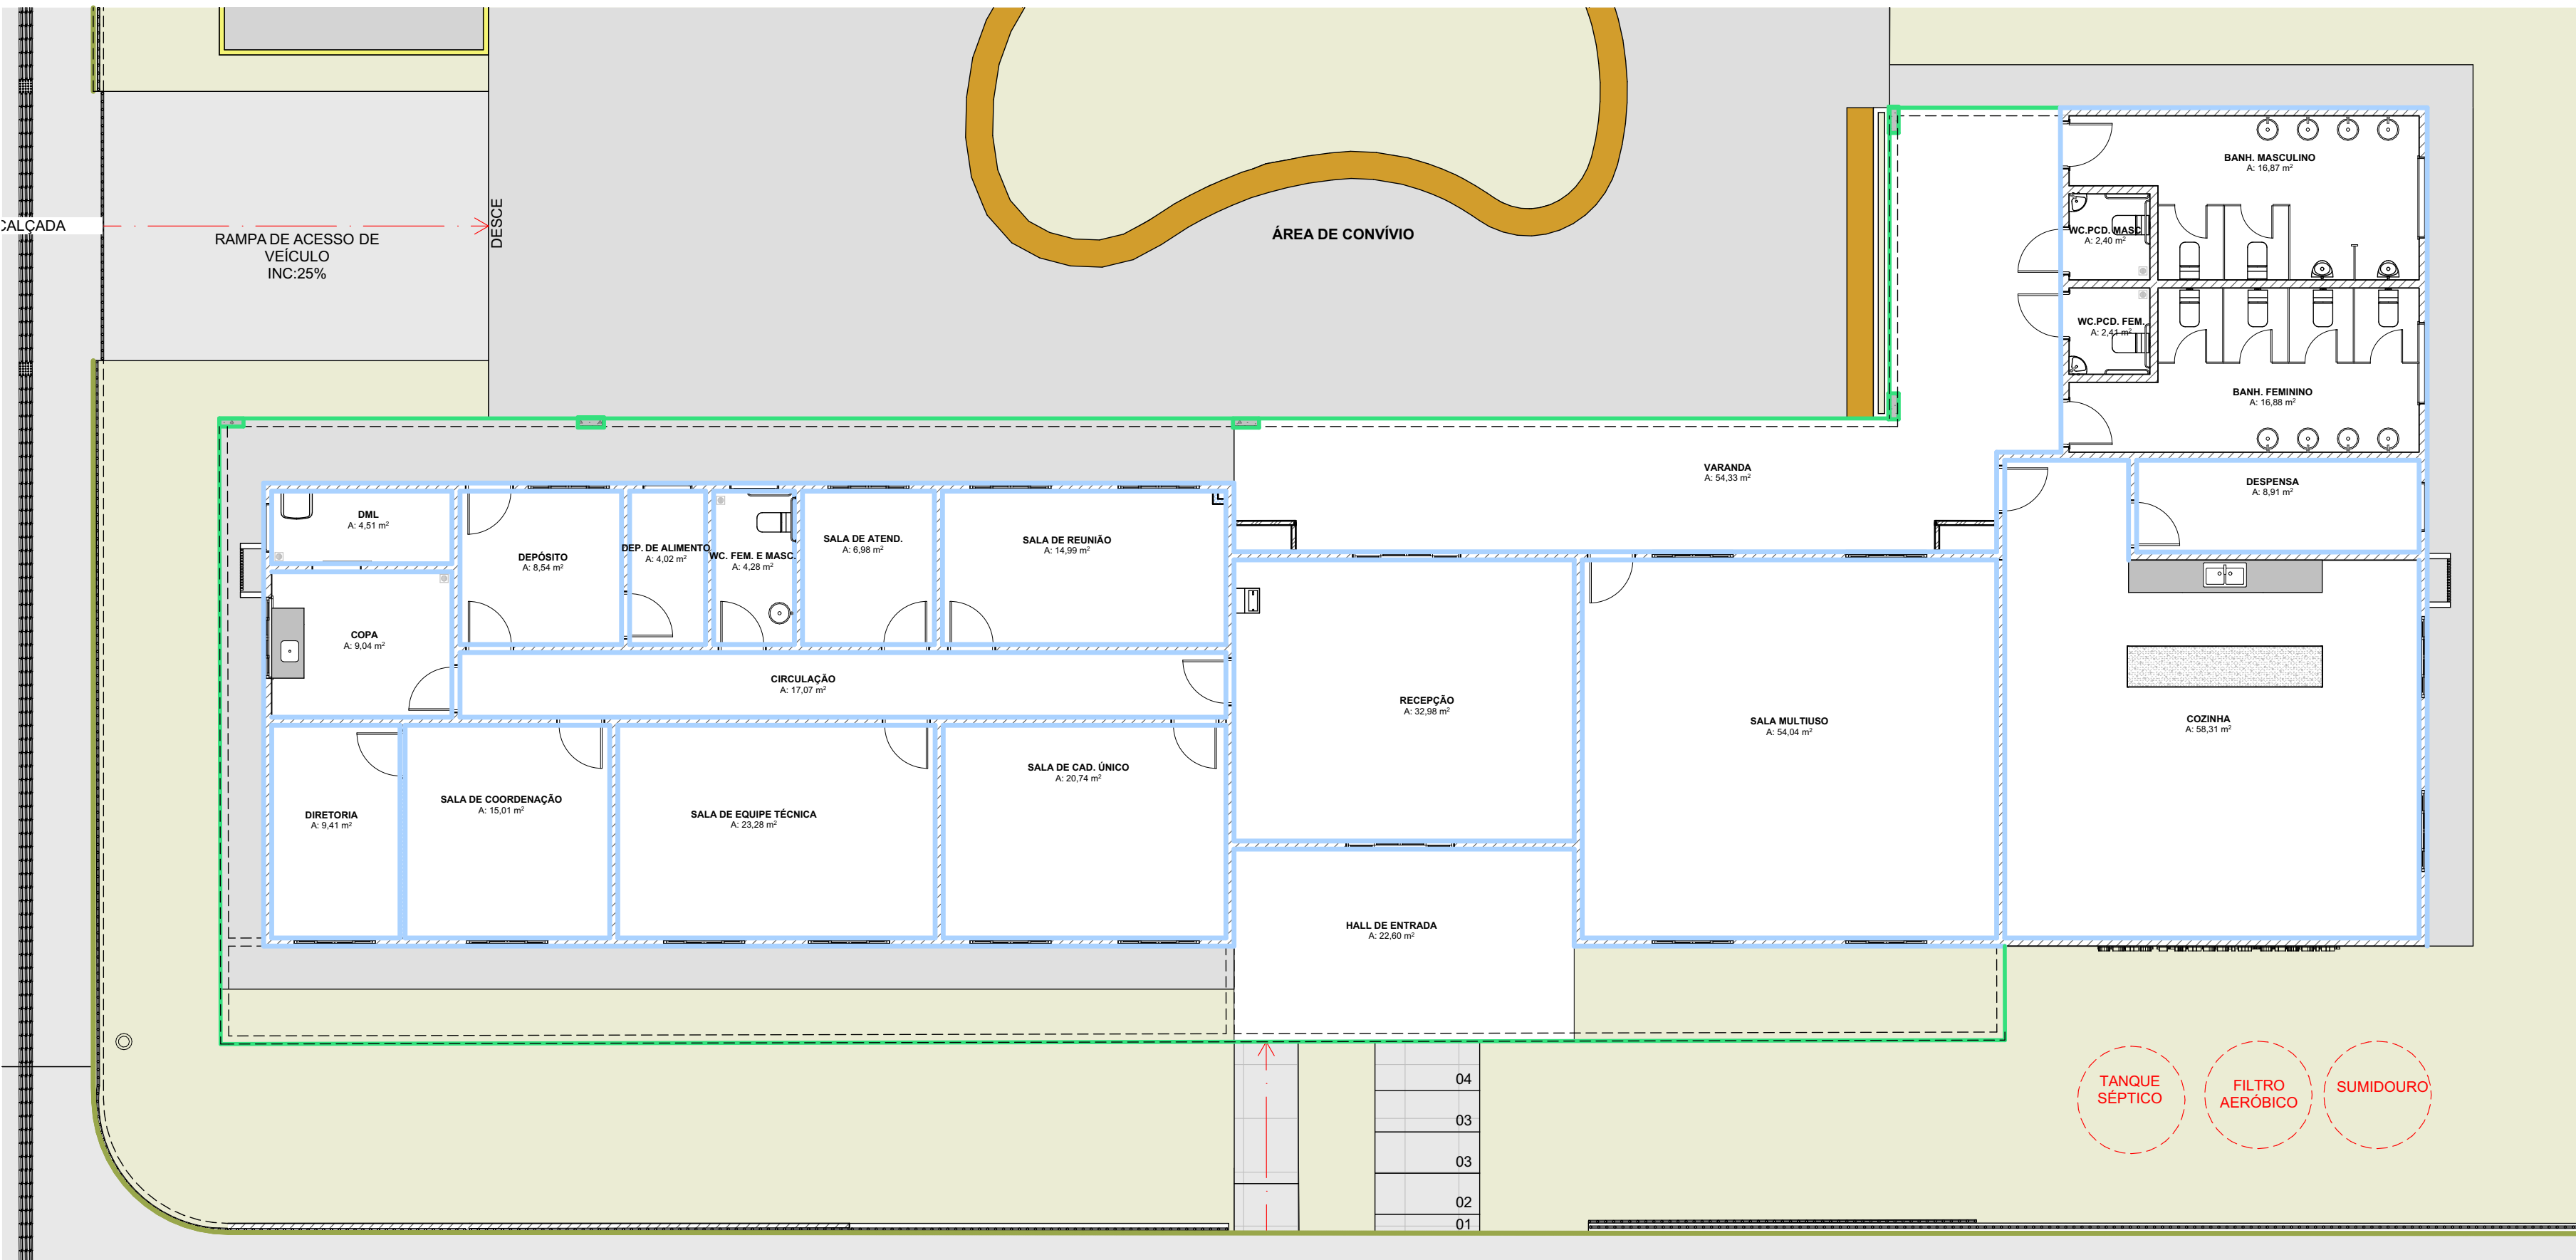 CALÇADA
RAMPA DE ACESSO DE
VEÍCULO
INC:25%
DESCE
ÁREA DE CONVÍVIO
BANH. MASCULINO
A: 16,87 m²
WC.PCD. MASC.
A: 2,40 m²
WC.PCD. FEM.
A: 2,41 m²
BANH. FEMININO
A: 16,88 m²
VARANDA
A: 54,33 m²
DESPENSA
A: 8,91 m²
DML
A: 4,51 m²
DEPÓSITO
A: 8,54 m²
DEP. DE ALIMENTO
A: 4,02 m²
WC. FEM. E MASC.
A: 4,28 m²
SALA DE ATEND.
A: 6,98 m²
SALA DE REUNIÃO
A: 14,99 m²
COPA
A: 9,04 m²
CIRCULAÇÃO
A: 17,07 m²
RECEPÇÃO
A: 32,98 m²
SALA MULTIUSO
A: 54,04 m²
COZINHA
A: 58,31 m²
DIRETORIA
A: 9,41 m²
SALA DE COORDENAÇÃO
A: 15,01 m²
SALA DE EQUIPE TÉCNICA
A: 23,28 m²
SALA DE CAD. ÚNICO
A: 20,74 m²
HALL DE ENTRADA
A: 22,60 m²
04
03
03
02
01
TANQUE
SÉPTICO
FILTRO
AERÓBICO
SUMIDOURO